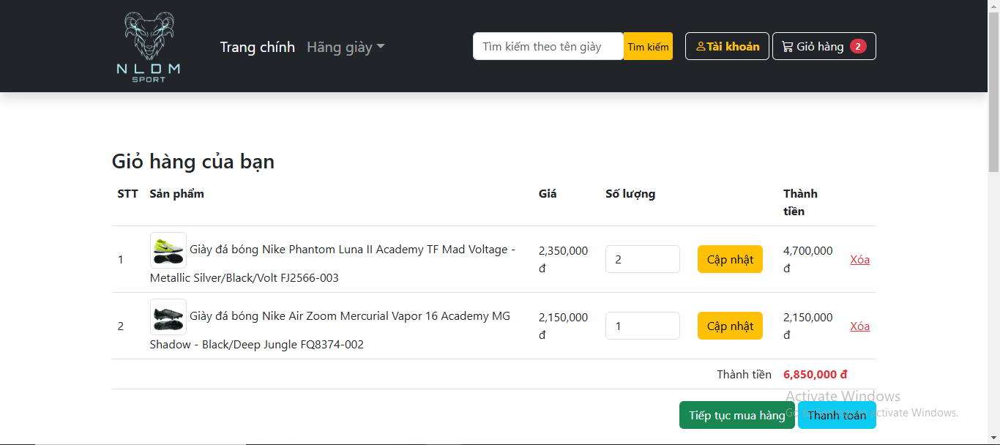 NLDM
SPORT
Trang chính Hãng giày
Tìm kiếm theo tên giày Tìm kiếm
Tài khoản Giỏ hàng 2
Giỏ hàng của bạn
STT Sản phẩm Giá Số lượng Thành
tiền
1 Giày đá bóng Nike Phantom Luna II Academy TF Mad Voltage -
Metallic Silver/Black/Volt FJ2566-003
2,350,000
đ
2 Cập nhật
4,700,000
đ
Xóa
2 Giày đá bóng Nike Air Zoom Mercurial Vapor 16 Academy MG
Shadow - Black/Deep Jungle FQ8374-002
2,150,000
đ
1 Cập nhật
2,150,000
đ
Xóa
Thành tiền 6,850,000 đ
Activate Windows
Tiếp tục mua hàng Thanh toán
Go to activate Windows.